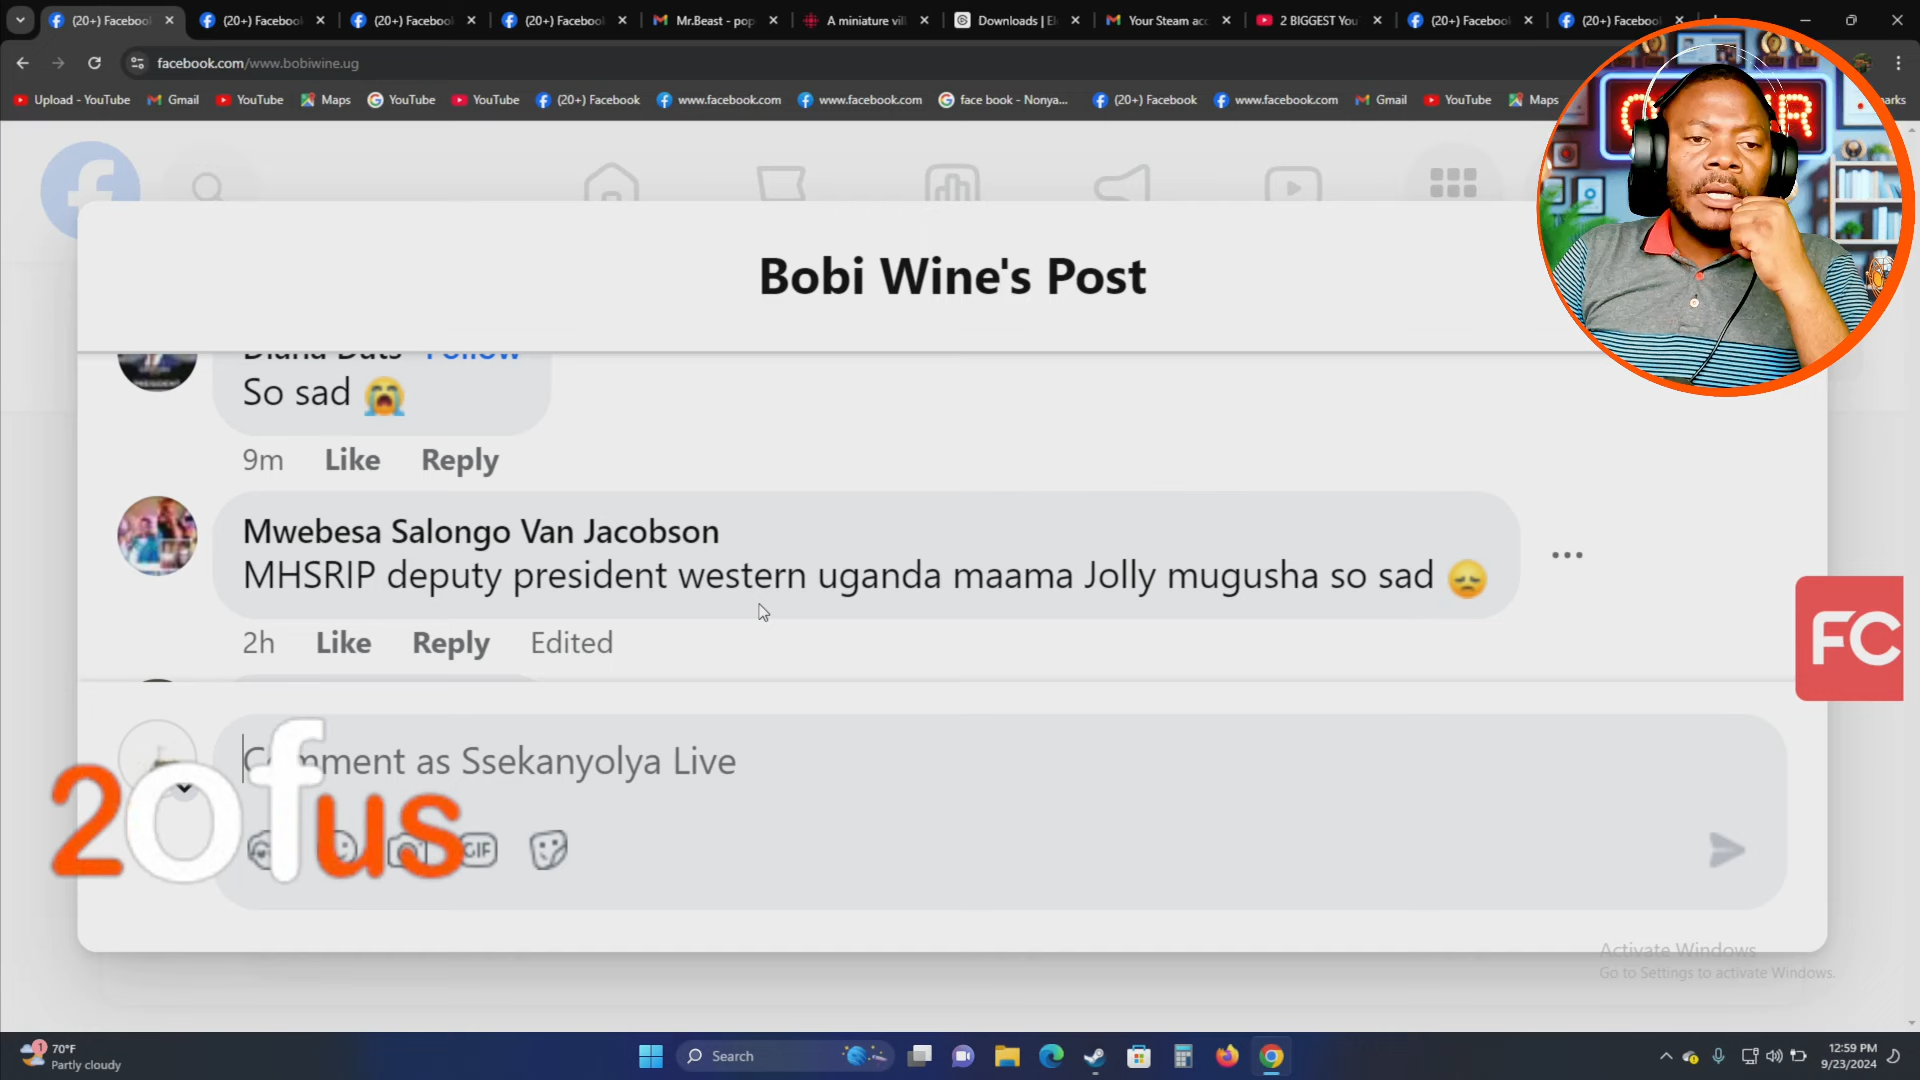 (20+) Facebook
(20+) Facebook
(20+) Facebook
(20+) Facebook
Mr.Beast - pop
A miniature vil
Downloads | El
Your Steam acc
2 BIGGEST You
(20+) Facebook
(20+) Facebook
facebook.com/www.bobiwine.ug
Upload - YouTube
Gmail
YouTube
Maps
YouTube
YouTube
(20+) Facebook
www.facebook.com
www.facebook.com
face book - Nonya...
(20+) Facebook
www.facebook.com
Gmail
YouTube
Maps
Bobi Wine's Post
Follow
So sad
9m Like Reply
Mwebesa Salongo Van Jacobson
MHSRIP deputy president western uganda maama Jolly mugusha so sad
2h Like Reply Edited
FC
Comment as Ssekanyolya Live
2Ofus
GIF
Activate Windows
Go to Settings to activate Windows.
1
70°F
Partly cloudy
Search
12:59 PM
9/23/2024